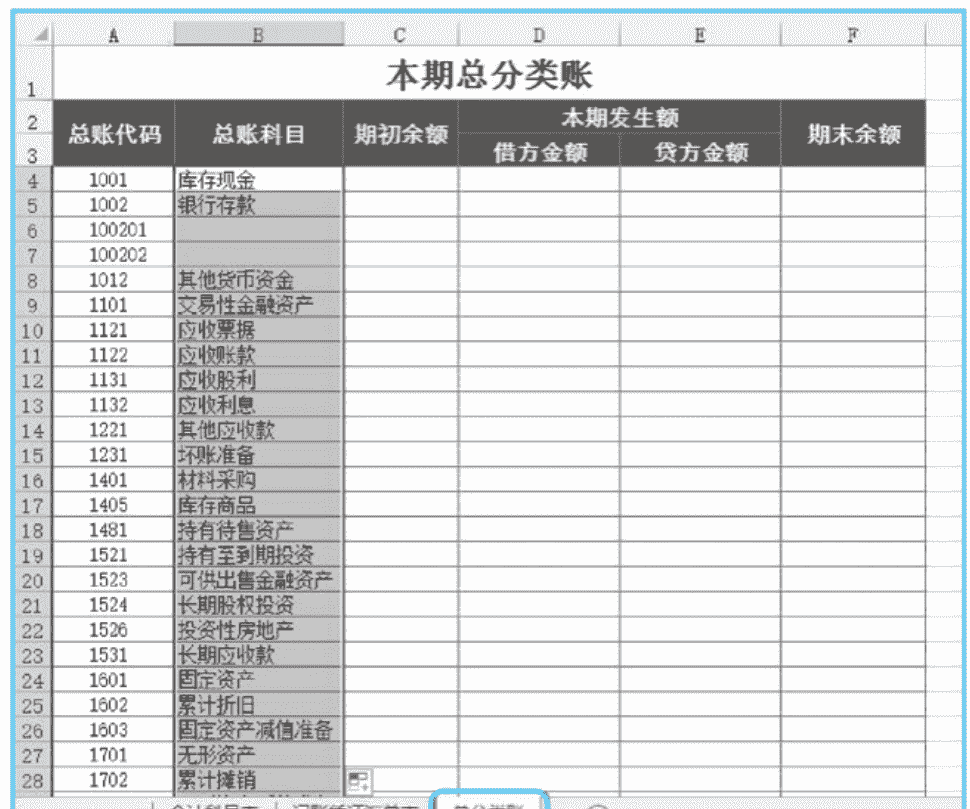 A B C D E F
1 本期总分类账
2 总账代码 总账科目 期初余额 本期发生额 期末余额
3 借方金额 贷方金额
4 1001 库存现金
5 1002 银行存款
6 100201
7 100202
8 1012 其他货币资金
9 1101 交易性金融资产
10 1121 应收票据
11 1122 应收账款
12 1131 应收股利
13 1132 应收利息
14 1221 其他应收款
15 1231 坏账准备
16 1401 材料采购
17 1405 库存商品
18 1481 持有待售资产
19 1521 持有至到期投资
20 1523 可供出售金融资产
21 1524 长期股权投资
22 1526 投资性房地产
23 1531 长期应收款
24 1601 固定资产
25 1602 累计折旧
26 1603 固定资产减值准备
27 1701 无形资产
28 1702 累计摊销
总分类账